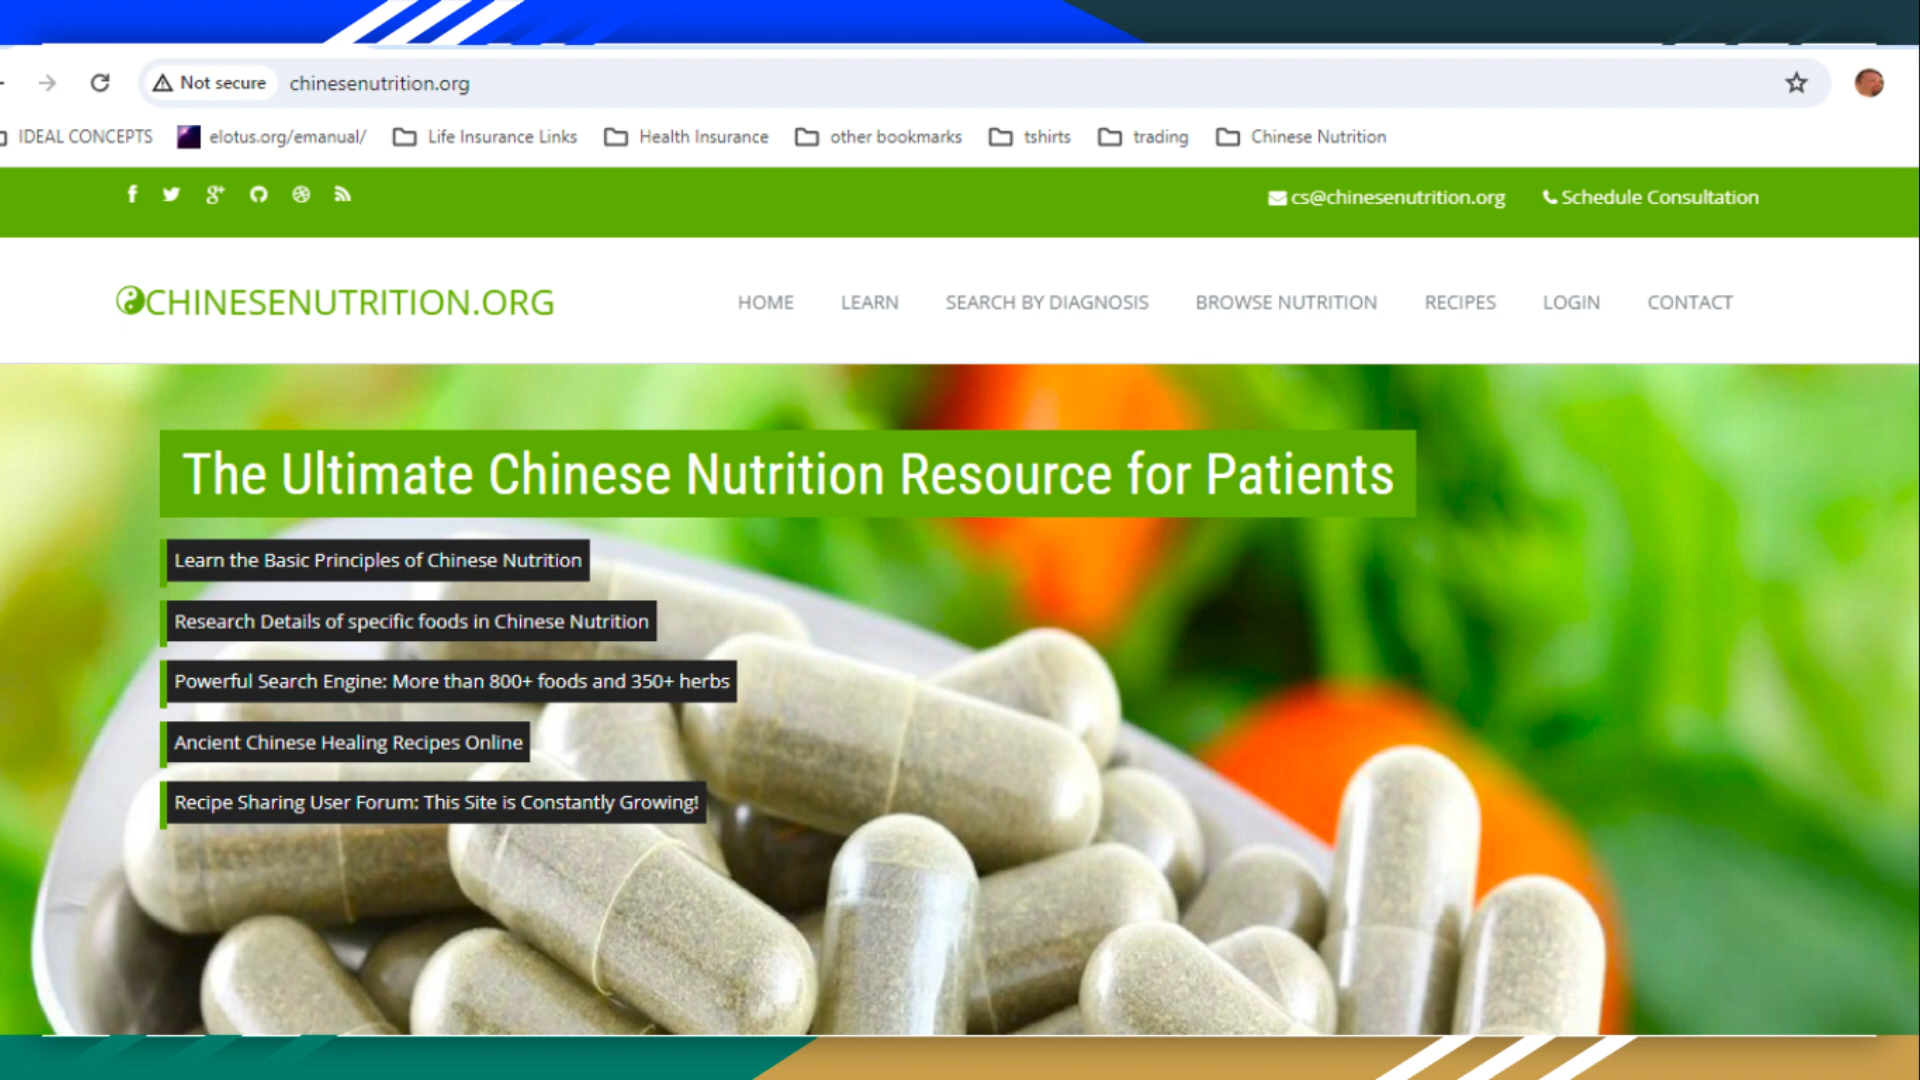 Not secure chinesenutrition.org
IDEAL CONCEPTS elotus.org/emanual/ Life Insurance Links Health Insurance other bookmarks tshirts trading Chinese Nutrition
cs@chinesenutrition.org Schedule Consultation
CHINESENUTRITION.ORG
HOME LEARN SEARCH BY DIAGNOSIS BROWSE NUTRITION RECIPES LOGIN CONTACT
The Ultimate Chinese Nutrition Resource for Patients
Learn the Basic Principles of Chinese Nutrition
Research Details of specific foods in Chinese Nutrition
Powerful Search Engine: More than 800+ foods and 350+ herbs
Ancient Chinese Healing Recipes Online
Recipe Sharing User Forum: This Site is Constantly Growing!